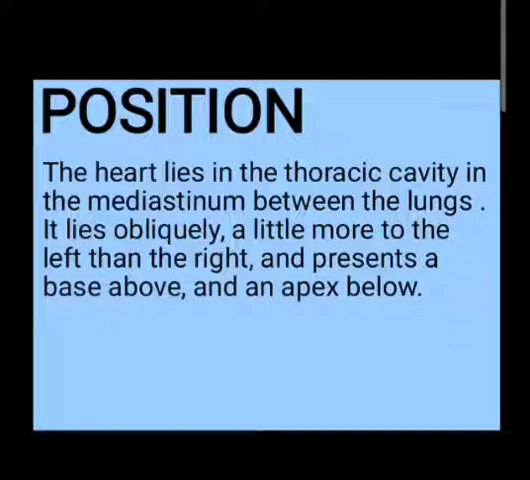 POSITION
The heart lies in the thoracic cavity in
the mediastinum between the lungs .
It lies obliquely, a little more to the
left than the right, and presents a
base above, and an apex below.